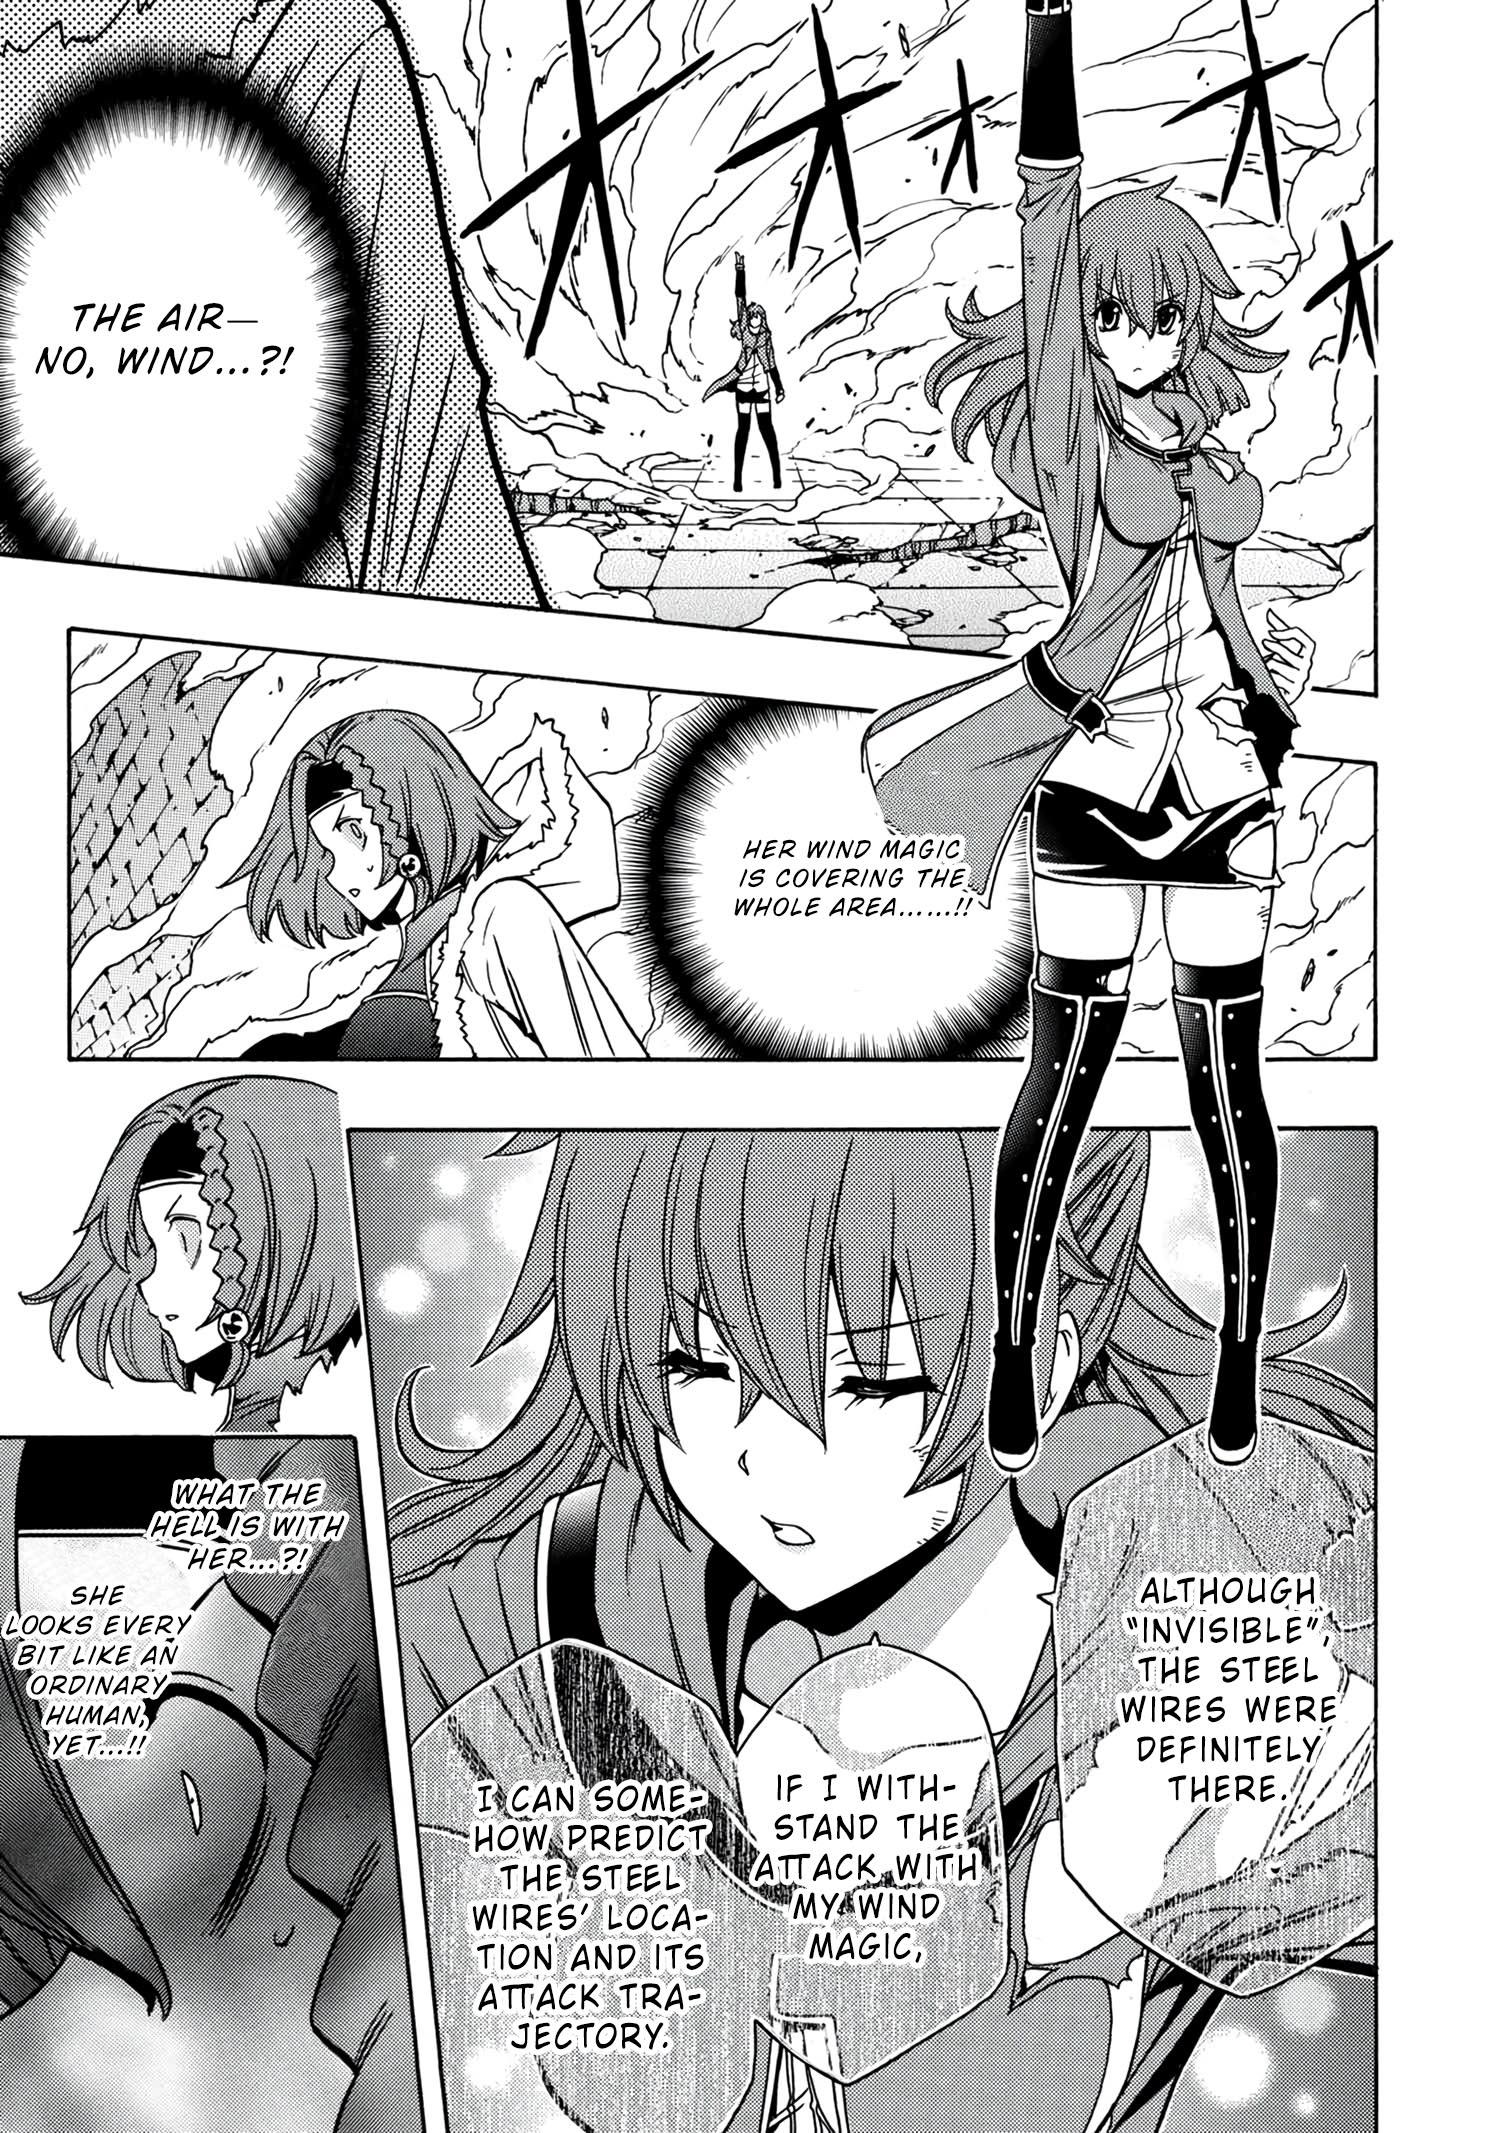 THE AIR—
NO, WIND...?!
HER WIND MAGIC
IS COVERING THE
WHOLE AREA......!!
ALTHOUGH
"INVISIBLE",
THE STEEL
WIRES WERE
DEFINITELY
THERE.
IF I WITH-
STAND THE
ATTACK WITH
MY WIND
MAGIC,
I CAN SOME-
HOW PREDICT
THE STEEL
WIRES' LOCA-
TION AND ITS
ATTACK TRA-
JECTORY.
WHAT THE
HELL IS WITH
HER...?!
SHE
LOOKS EVERY
BIT LIKE AN
ORDINARY
HUMAN,
YET...!!